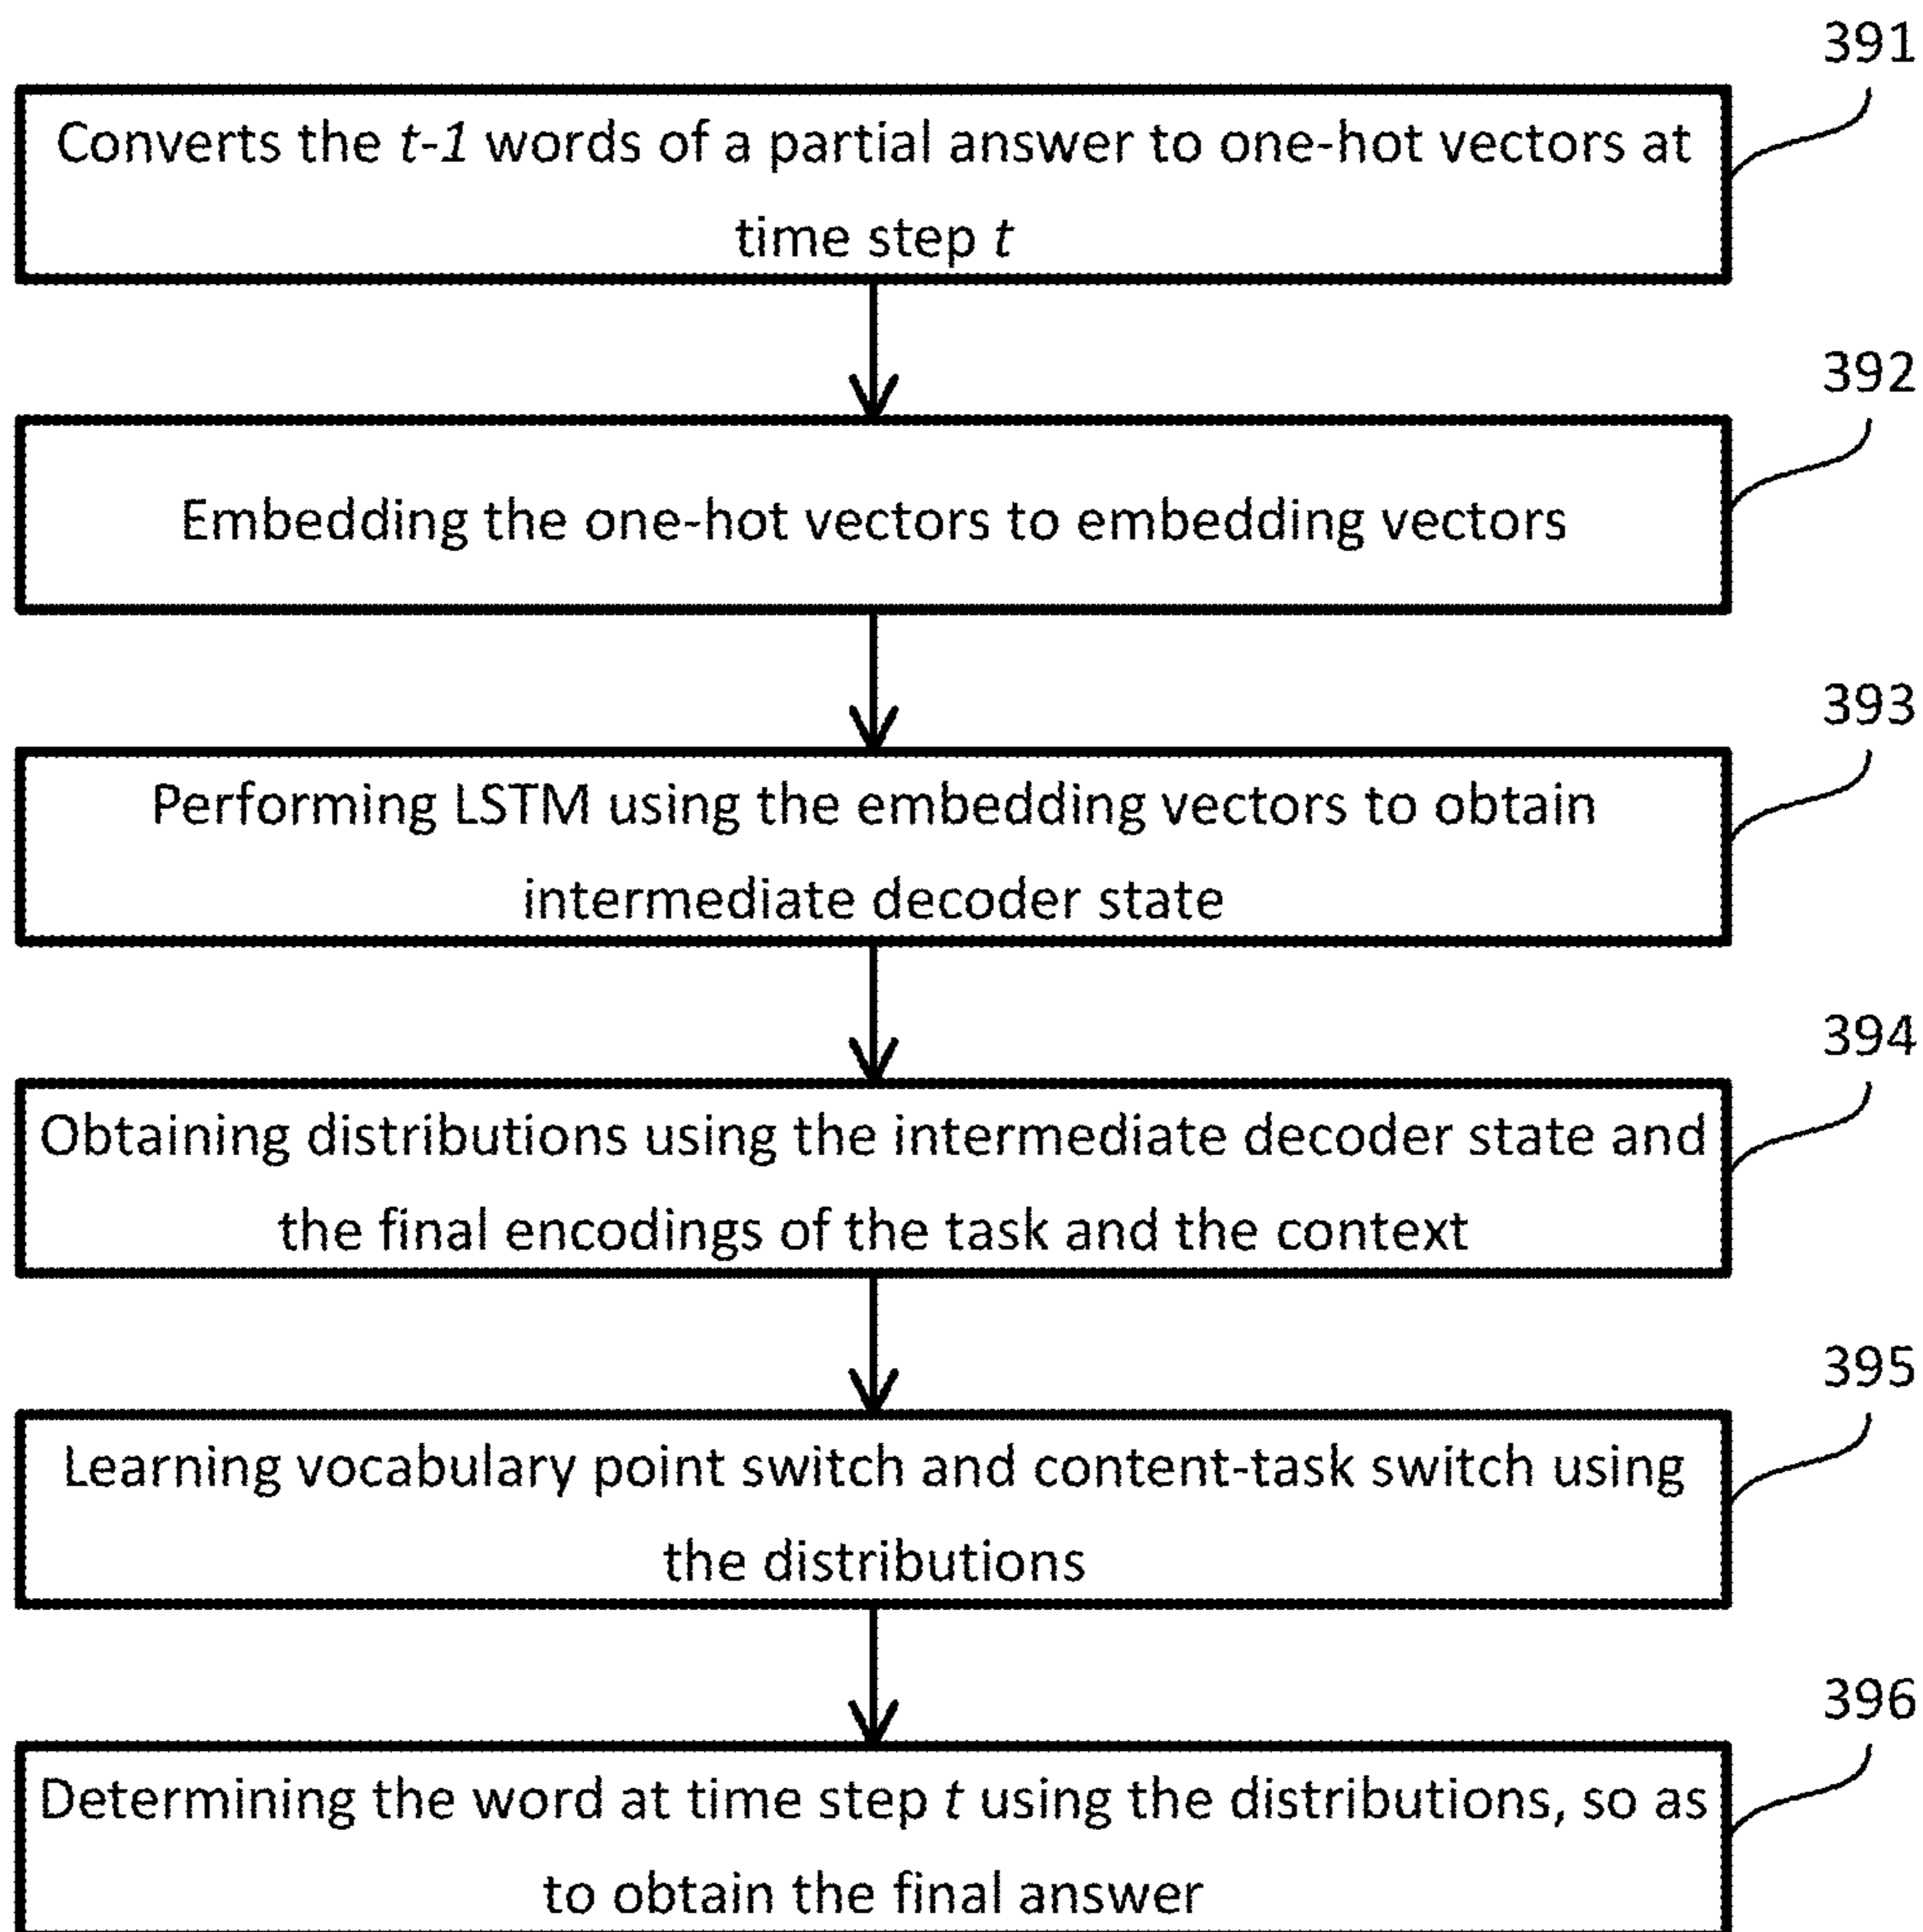 391
Converts the t-1 words of a partial answer to one-hot vectors at
time step t
392
Embedding the one-hot vectors to embedding vectors
393
Performing LSTM using the embedding vectors to obtain
intermediate decoder state
394
Obtaining distributions using the intermediate decoder state and
the final encodings of the task and the context
395
Learning vocabulary point switch and content-task switch using
the distributions
396
Determining the word at time step t using the distributions, so as
to obtain the final answer